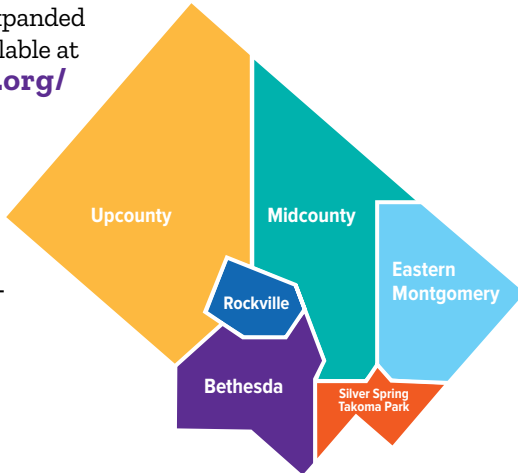 xpanded
lable at
.org/
Upcounty
Midcounty
Eastern
Montgomery
Rockville
Bethesda
Silver Spring
Takoma Park